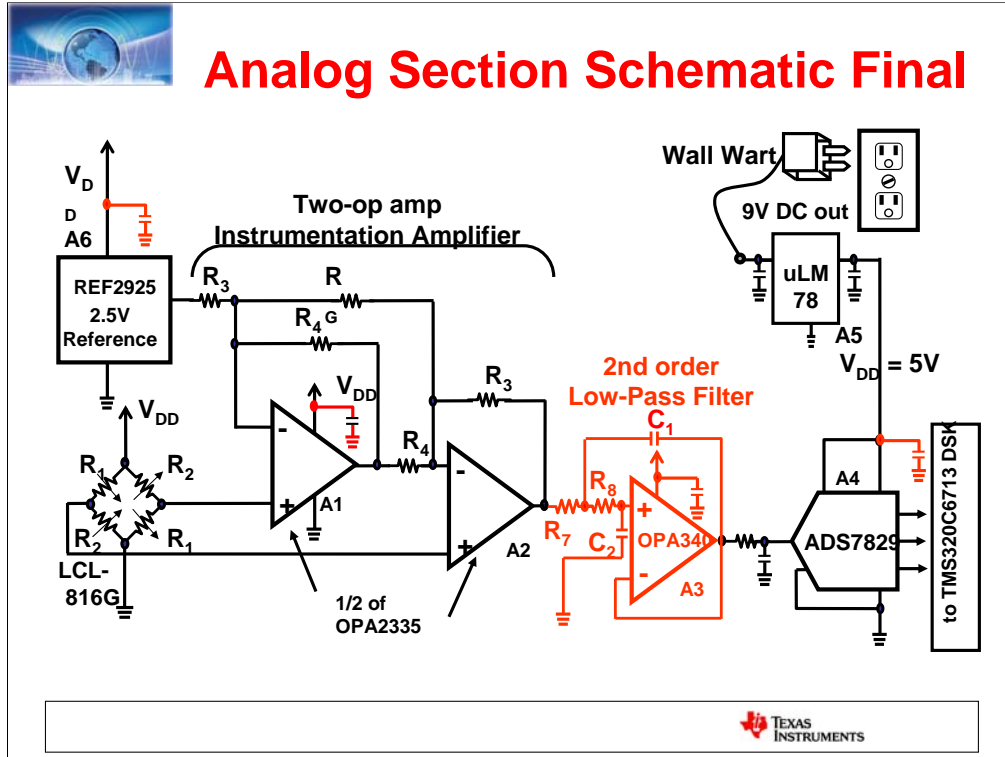 Analog Section Schematic Final
Wall Wart
9V DC out
uLM
78
A5
VDD = 5V
VD
D
A6
REF2925
2.5V
Reference
Two-op amp
Instrumentation Amplifier
R3
R
R4 G
VDD
R3
R4
-
+
A1
-
+
A2
VDD
R1
R2
R2
R1
LCL-
816G
1/2 of
OPA2335
2nd order
Low-Pass Filter
C1
R8
R7
C2
+
OPA340
-
A3
A4
ADS7829
to TMS320C6713 DSK
TEXAS
INSTRUMENTS